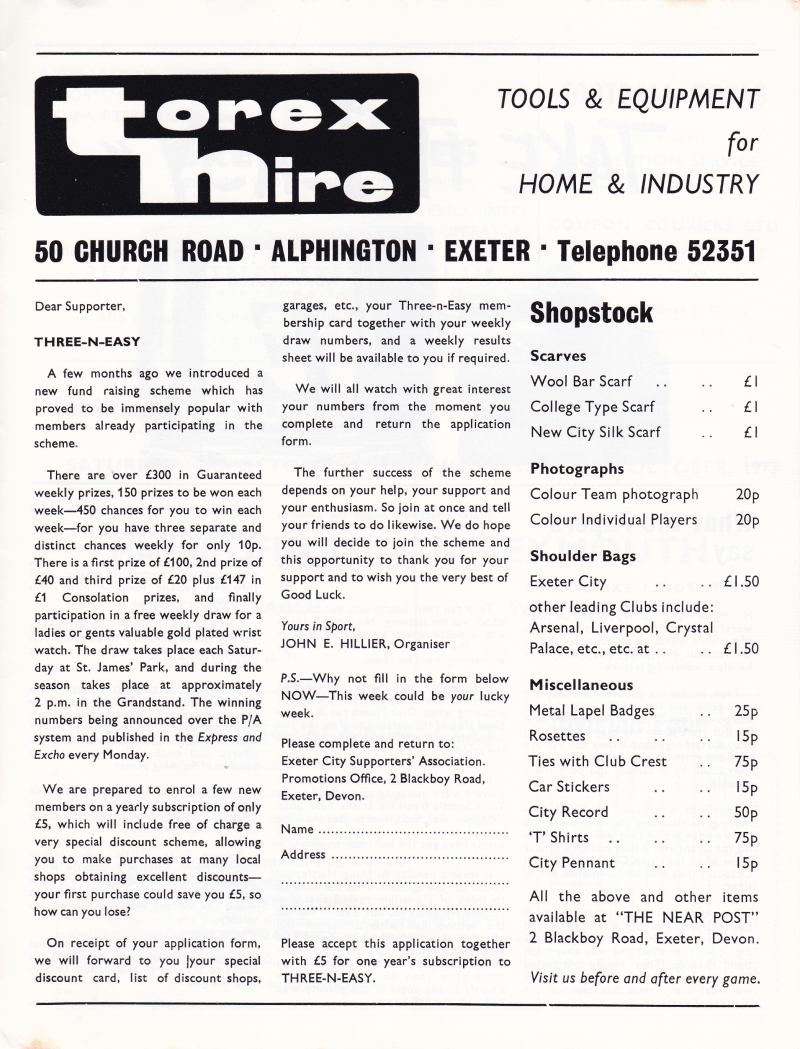 torex
hire
TOOLS & EQUIPMENT
for
HOME & INDUSTRY
50 CHURCH ROAD · ALPHINGTON · EXETER · Telephone 52351
Dear Supporter,
THREE-N-EASY
A few months ago we introduced a
new fund raising scheme which has
proved to be immensely popular with
members already participating in the
scheme.
There are over £300 in Guaranteed
weekly prizes, 150 prizes to be won each
week—450 chances for you to win each
week—for you have three separate and
distinct chances weekly for only 10p.
There is a first prize of £100, 2nd prize of
£40 and third prize of £20 plus £147 in
£1 Consolation prizes, and finally
participation in a free weekly draw for a
ladies or gents valuable gold plated wrist
watch. The draw takes place each Satur-
day at St. James' Park, and during the
season takes place at approximately
2 p.m. in the Grandstand. The winning
numbers being announced over the P/A
system and published in the Express and
Excho every Monday.
We are prepared to enrol a few new
members on a yearly subscription of only
£5, which will include free of charge a
very special discount scheme, allowing
you to make purchases at many local
shops obtaining excellent discounts—
your first purchase could save you £5, so
how can you lose?
On receipt of your application form,
we will forward to you your special
discount card, list of discount shops,
garages, etc., your Three-n-Easy mem-
bership card together with your weekly
draw numbers, and a weekly results
sheet will be available to you if required.
We will all watch with great interest
your numbers from the moment you
complete and return the application
form.
The further success of the scheme
depends on your help, your support and
your enthusiasm. So join at once and tell
your friends to do likewise. We do hope
you will decide to join the scheme and
this opportunity to thank you for your
support and to wish you the very best of
Good Luck.
Yours in Sport,
JOHN E. HILLIER, Organiser
P.S.—Why not fill in the form below
NOW—This week could be your lucky
week.
Please complete and return to:
Exeter City Supporters' Association.
Promotions Office, 2 Blackboy Road,
Exeter, Devon.
Name ................................................
Address .............................................
.........................................................
.........................................................
Please accept this application together
with £5 for one year's subscription to
THREE-N-EASY.
Shopstock
Scarves
Wool Bar Scarf .. .. £1
College Type Scarf .. £1
New City Silk Scarf .. £1
Photographs
Colour Team photograph 20p
Colour Individual Players 20p
Shoulder Bags
Exeter City .. .. £1.50
other leading Clubs include:
Arsenal, Liverpool, Crystal
Palace, etc., etc. at .. .. £1.50
Miscellaneous
Metal Lapel Badges .. 25p
Rosettes .. .. .. 15p
Ties with Club Crest .. 75p
Car Stickers .. .. 15p
City Record .. .. 50p
'T' Shirts .. .. .. 75p
City Pennant .. .. 15p
All the above and other items
available at "THE NEAR POST"
2 Blackboy Road, Exeter, Devon.
Visit us before and after every game.